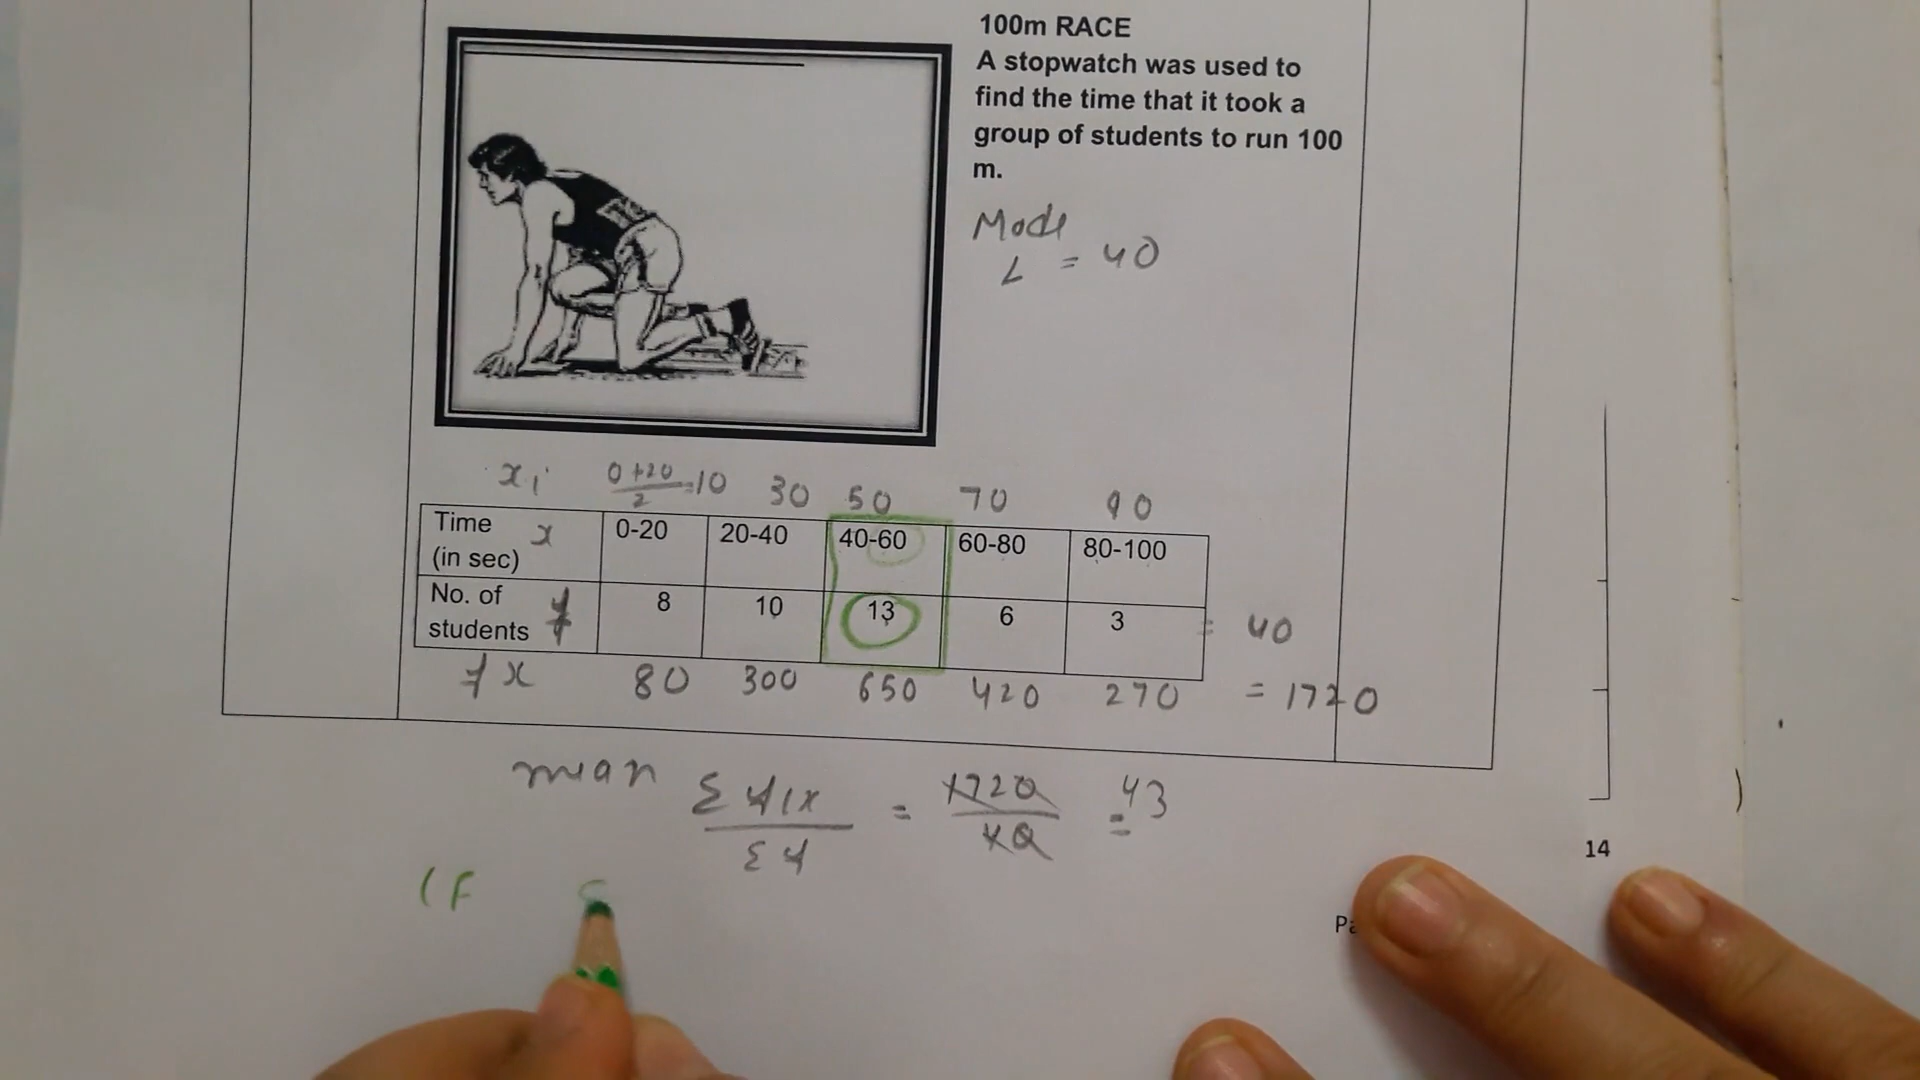 100m RACE
A stopwatch was used to
find the time that it took a
group of students to run 100
m.
Mode
L = 40
xi 0+20/2 =10 30 50 70 90
Time x 0-20 20-40 40-60 60-80 80-100
(in sec)
No. of f 8 10 13 6 3 = 40
students
fx 80 300 650 420 270 = 1720
mean Σfix/Σf = 1720/40 = 43
14
(F